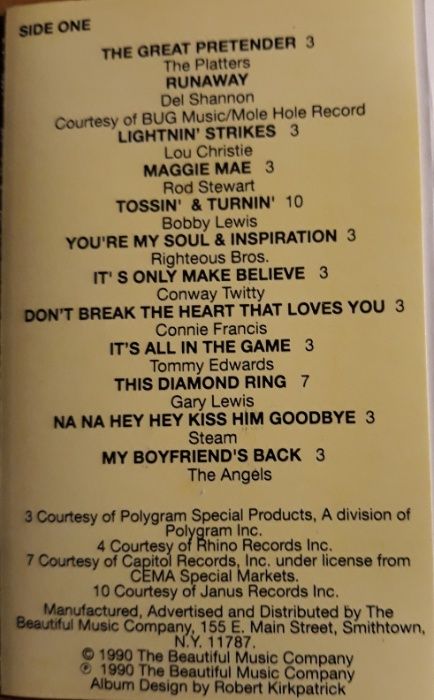 SIDE ONE
THE GREAT PRETENDER 3
The Platters
RUNAWAY
Del Shannon
Courtesy of BUG Music/Mole Hole Record
LIGHTNIN' STRIKES 3
Lou Christie
MAGGIE MAE 3
Rod Stewart
TOSSIN' & TURNIN' 10
Bobby Lewis
YOU'RE MY SOUL & INSPIRATION 3
Righteous Bros.
IT' S ONLY MAKE BELIEVE 3
Conway Twitty
DON'T BREAK THE HEART THAT LOVES YOU 3
Connie Francis
IT'S ALL IN THE GAME 3
Tommy Edwards
THIS DIAMOND RING 7
Gary Lewis
NA NA HEY HEY KISS HIM GOODBYE 3
Steam
MY BOYFRIEND'S BACK 3
The Angels
3 Courtesy of Polygram Special Products, A division of
Polygram Inc.
4 Courtesy of Rhino Records Inc.
7 Courtesy of Capitol Records, Inc. under license from
CEMA Special Markets.
10 Courtesy of Janus Records Inc.
Manufactured, Advertised and Distributed by The
Beautiful Music Company, 155 E. Main Street, Smithtown,
N.Y. 11787.
© 1990 The Beautiful Music Company
℗ 1990 The Beautiful Music Company
Album Design by Robert Kirkpatrick